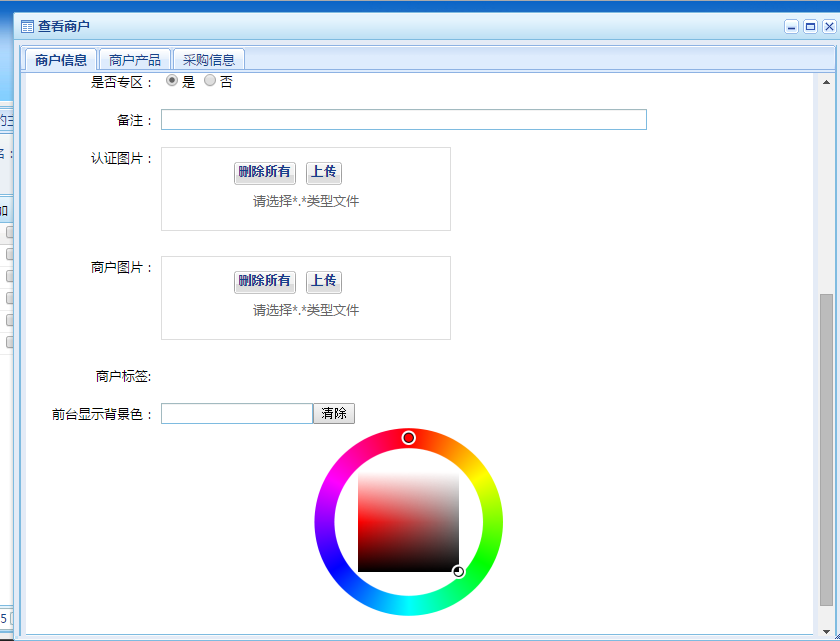 查看商户
商户信息 商户产品 采购信息
是否专区： 是 否
备注：
认证图片：
删除所有 上传
请选择*.*类型文件
商户图片：
删除所有 上传
请选择*.*类型文件
商户标签:
前台显示背景色： 清除
5